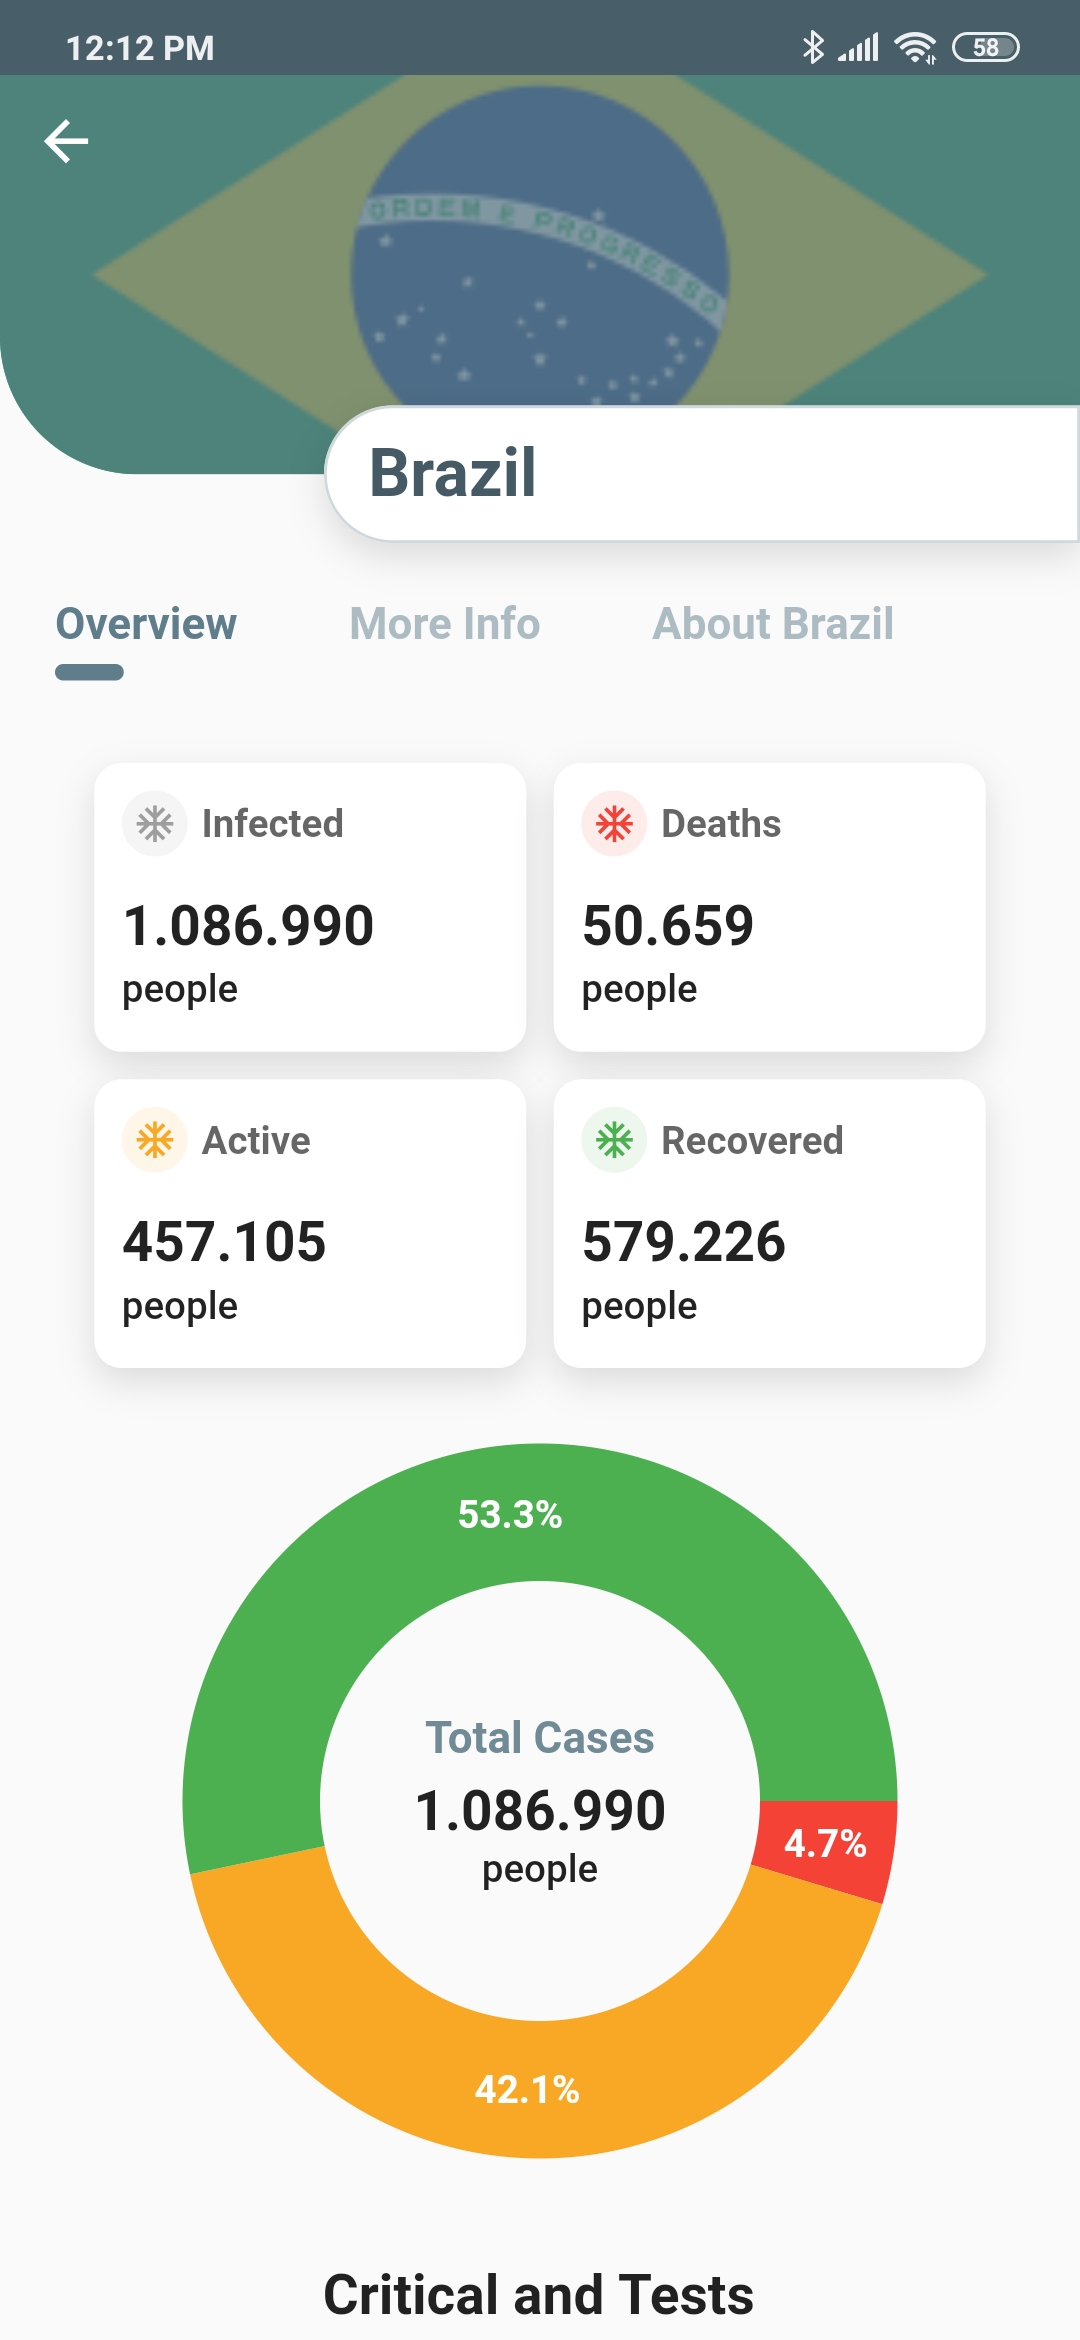 12:12 PM
58
ORDEM E PROGRESSO
Brazil
Overview More Info About Brazil
Infected Deaths
1.086.990 50.659
people people
Active Recovered
457.105 579.226
people people
53.3%
Total Cases
1.086.990
people
4.7%
42.1%
Critical and Tests